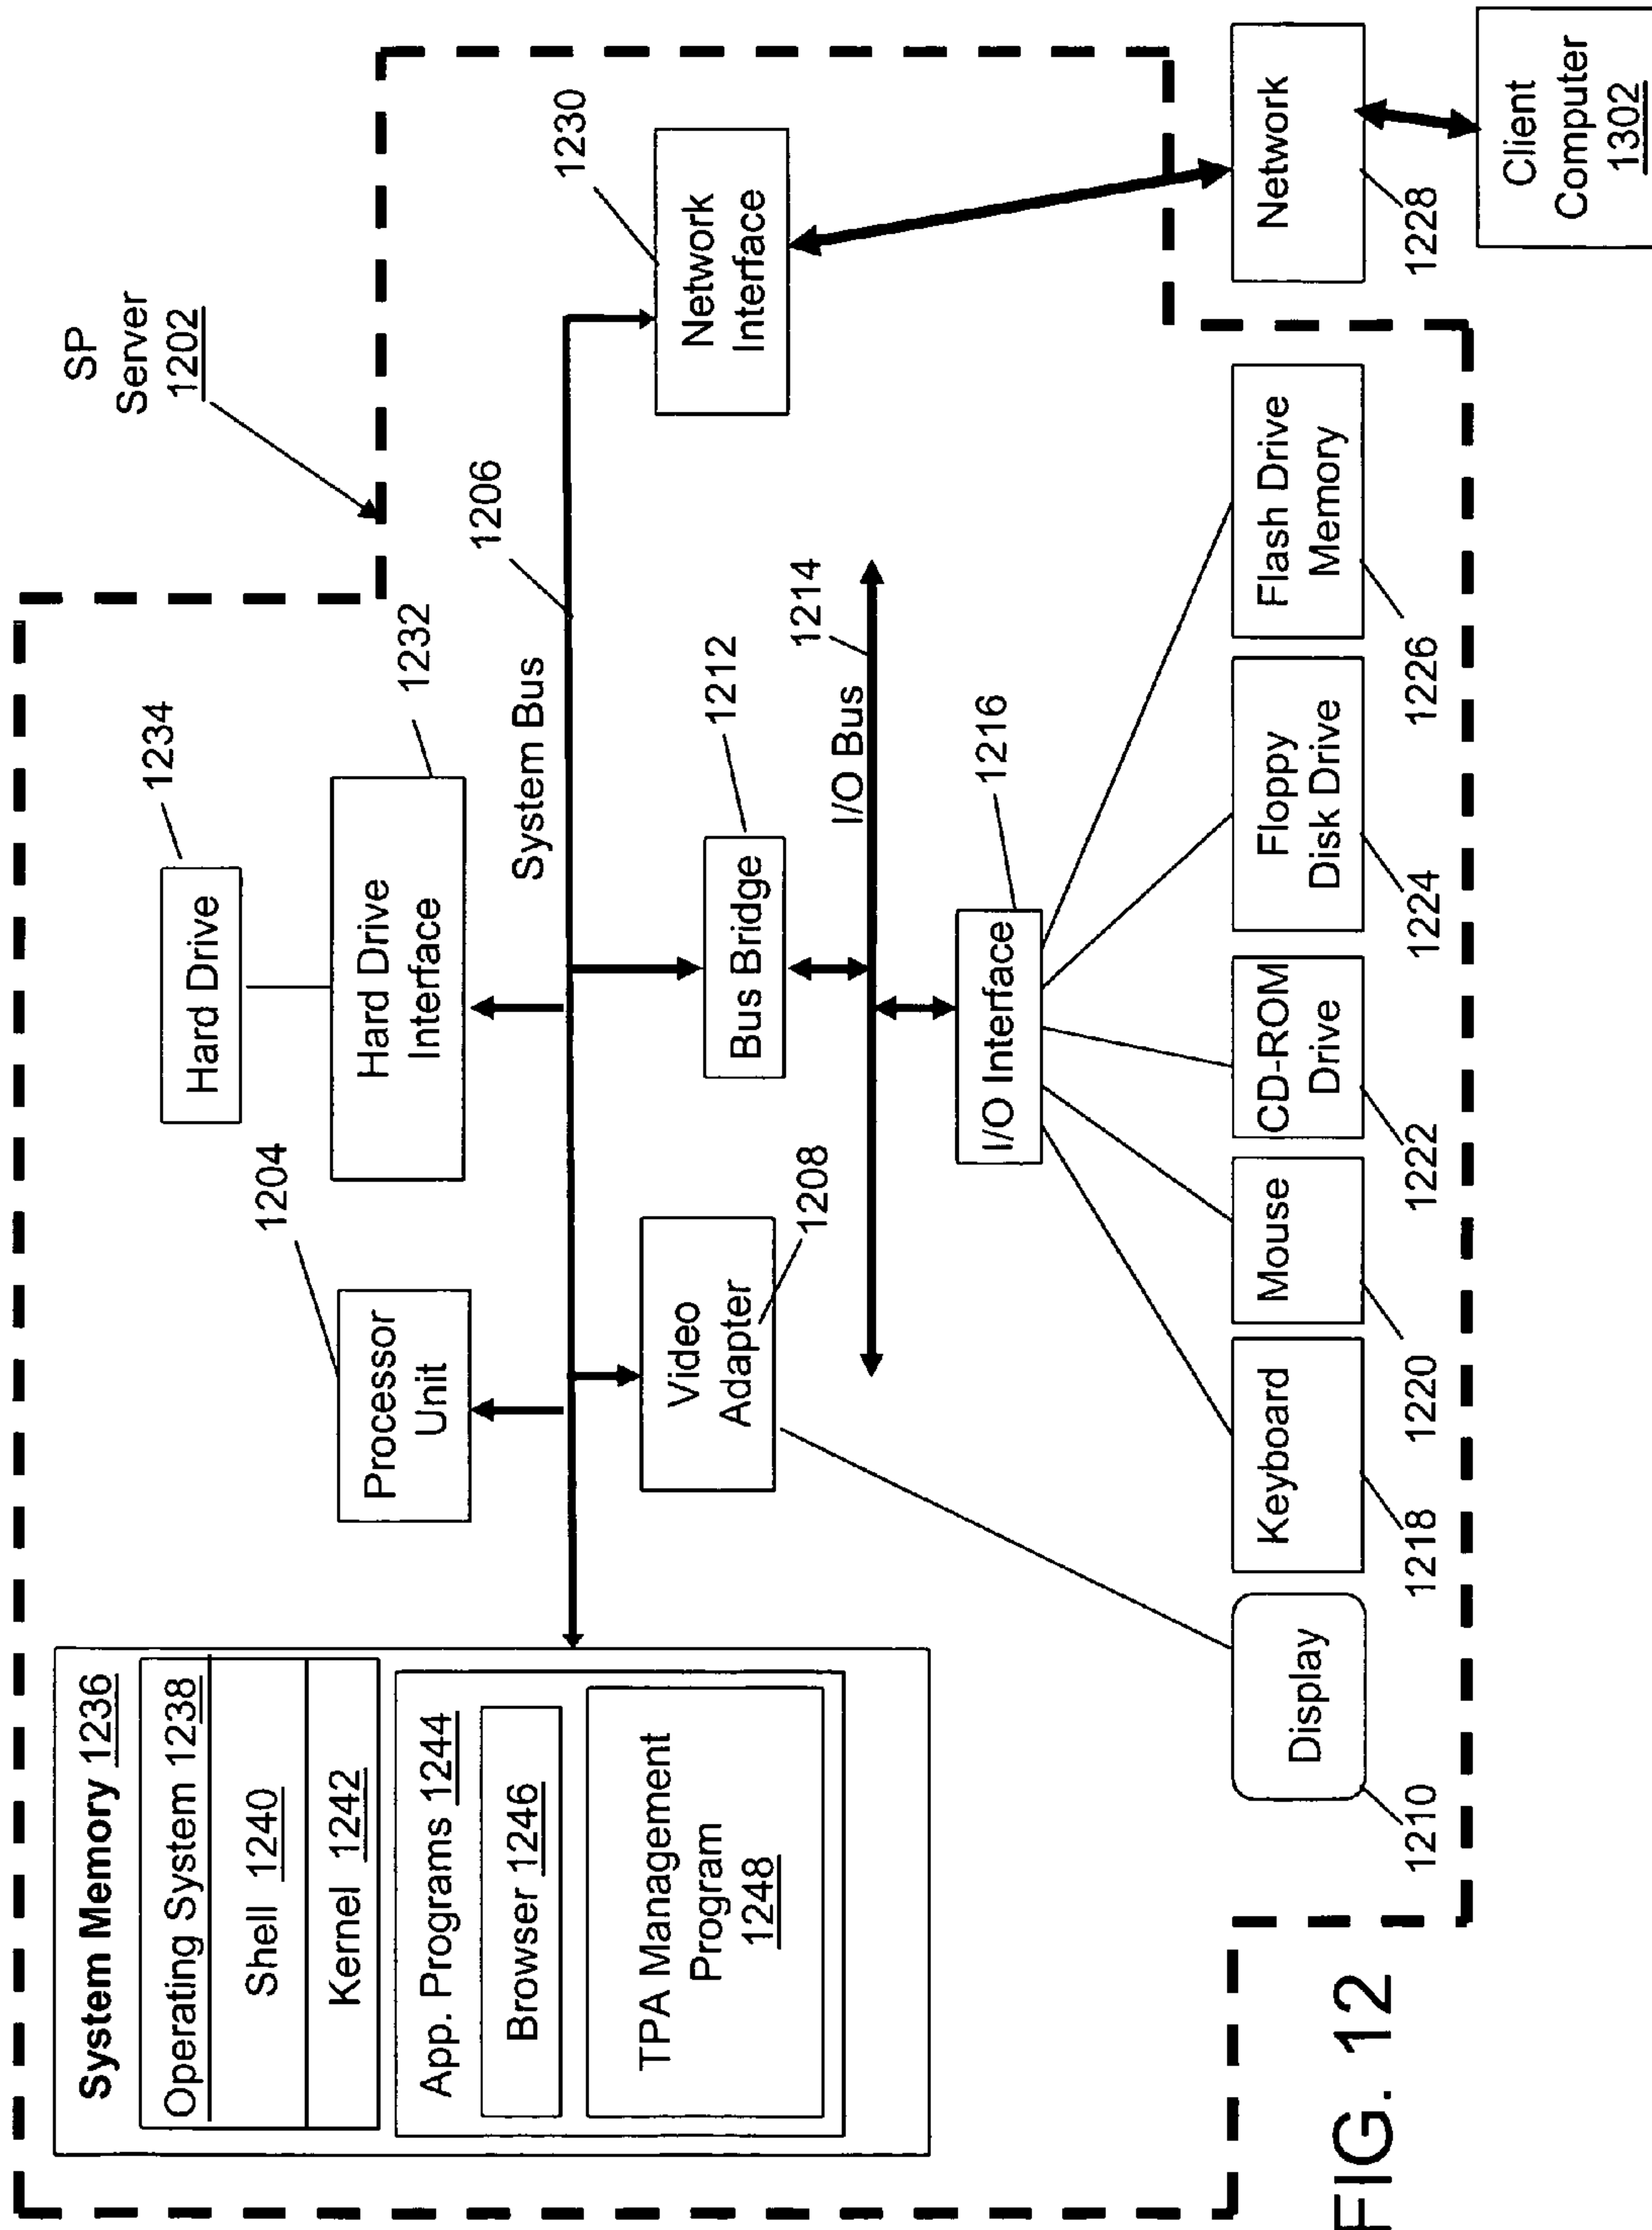 SP
Server
1202
System Memory 1236
Operating System 1238
Shell 1240
Kernel 1242
App. Programs 1244
Browser 1246
TPA Management
Program
1248
1204
Processor
Unit
1234
Hard Drive
Hard Drive
Interface
1232
System Bus
1206
1230
Network
Interface
Video
Adapter
1208
Bus Bridge
1212
I/O Bus
1214
I/O Interface
1216
Display
1210
Keyboard
1218
Mouse
1220
CD-ROM
Drive
1222
Floppy
Disk Drive
1224
Flash Drive
Memory
1226
Network
1228
Client
Computer
1302
FIG. 12